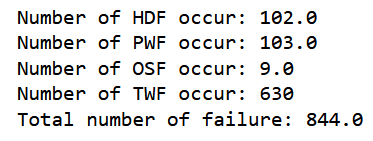 Number of HDF occur: 102.0
Number of PWF occur: 103.0
Number of OSF occur: 9.0
Number of TWF occur: 630
Total number of failure: 844.0